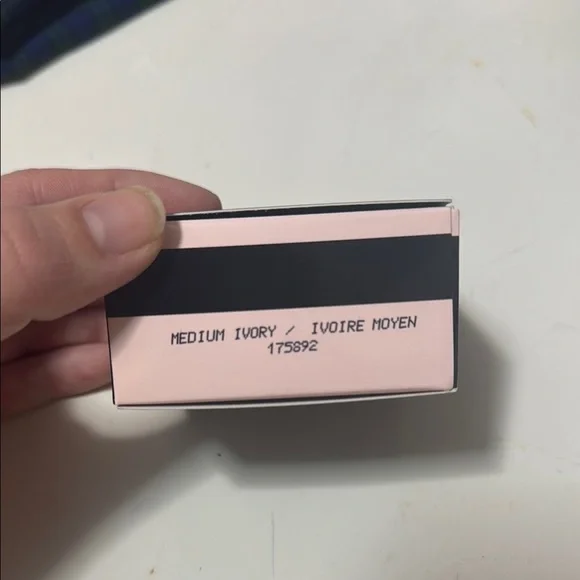 MEDIUM IVORY / IVOIRE MOYEN
175892